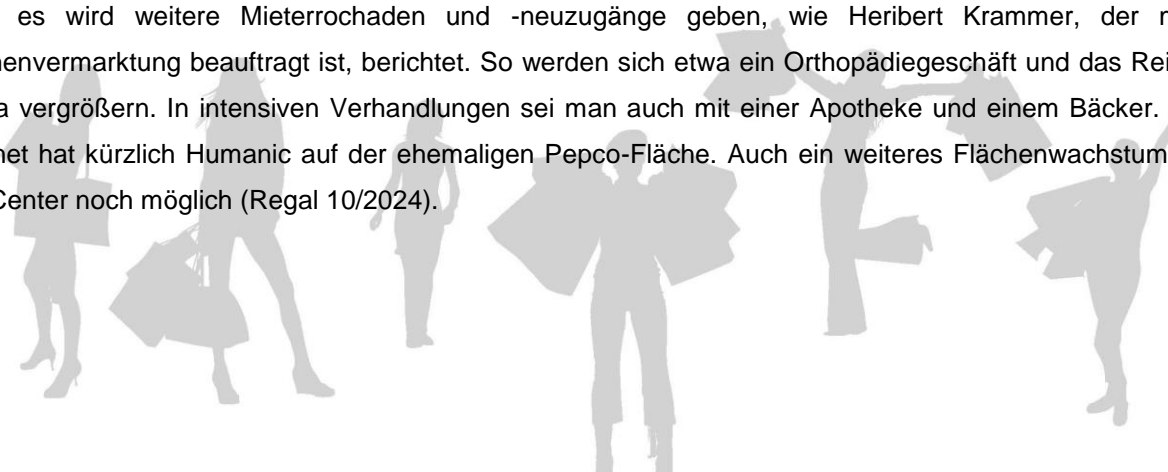 es wird weitere Mieterrochaden und -neuzugänge geben, wie Heribert Krammer, der
envermarktung beauftragt ist, berichtet. So werden sich etwa ein Orthopädiegeschäft und das Rei
a vergrößern. In intensiven Verhandlungen sei man auch mit einer Apotheke und einem Bäcker.
net hat kürzlich Humanic auf der ehemaligen Pepco-Fläche. Auch ein weiteres Flächenwachstum
Center noch möglich (Regal 10/2024).